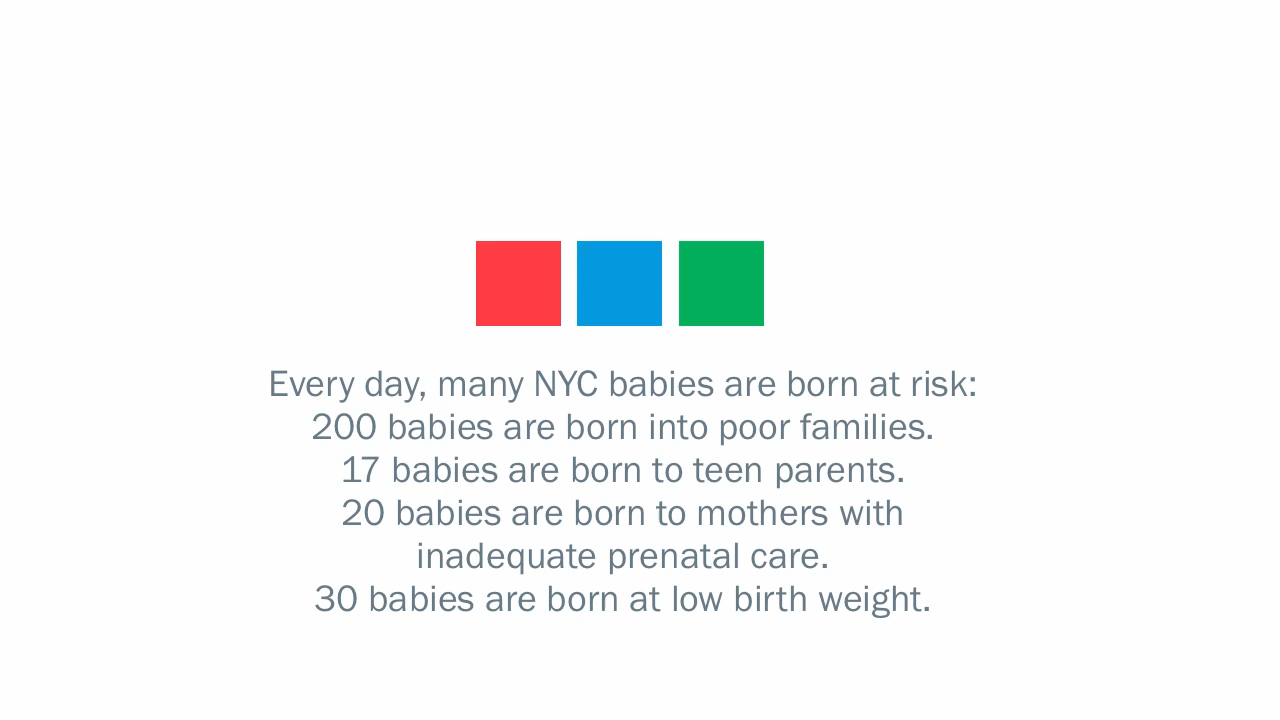 Every day, many NYC babies are born at risk:
200 babies are born into poor families.
17 babies are born to teen parents.
20 babies are born to mothers with
inadequate prenatal care.
30 babies are born at low birth weight.